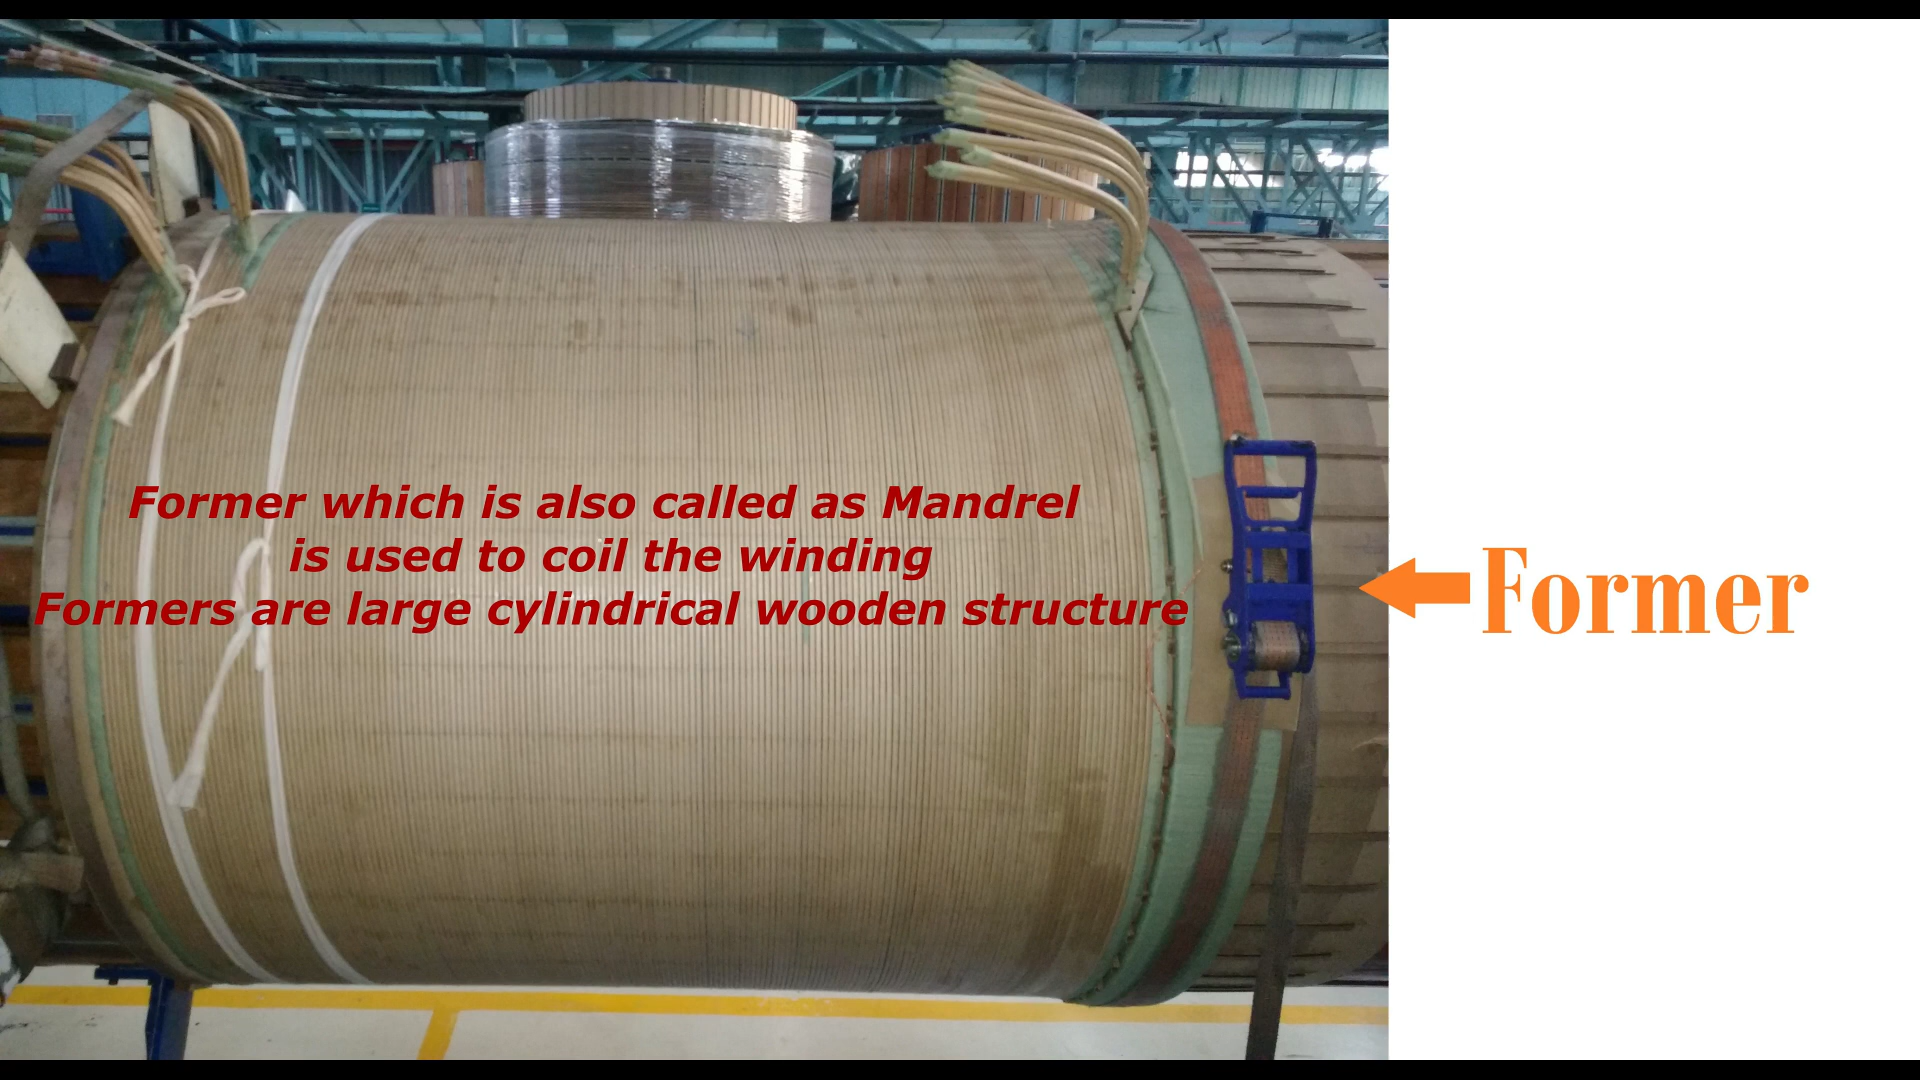 Former which is also called as Mandrel
is used to coil the winding
Formers are large cylindrical wooden structure
Former